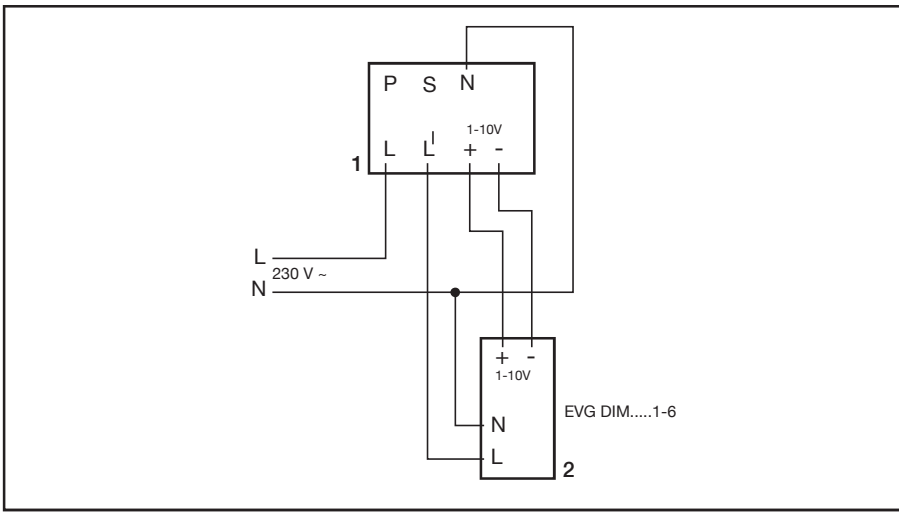 P S N
1-10V
L L' + -
1
L
230 V ~
N
+ -
1-10V
EVG DIM.....1-6
N
L
2